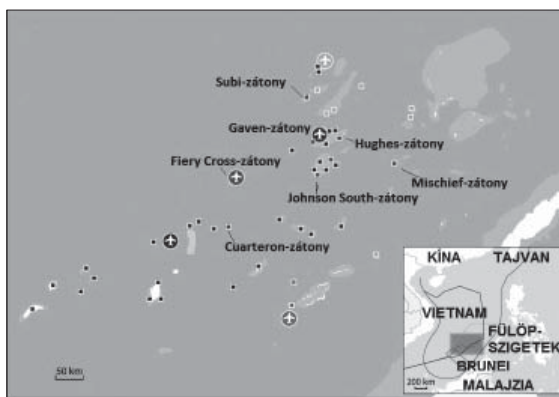 Subi-zátony
Gaven-zátony
Hughes-zátony
Fiery Cross-zátony
Mischief-zátony
Johnson South-zátony
Cuarteron-zátony
50 km
KÍNA
TAJVAN
VIETNAM
FÜLÖP-
SZIGETEK
BRUNEI
MALAJZIA
200 km